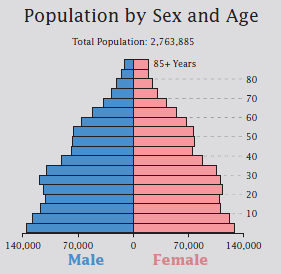 Population by Sex and Age
Total Population: 2,763,885
85+ Years
80
70
60
50
40
30
20
10
140,000 70,000 0 70,000 140,000
Male Female